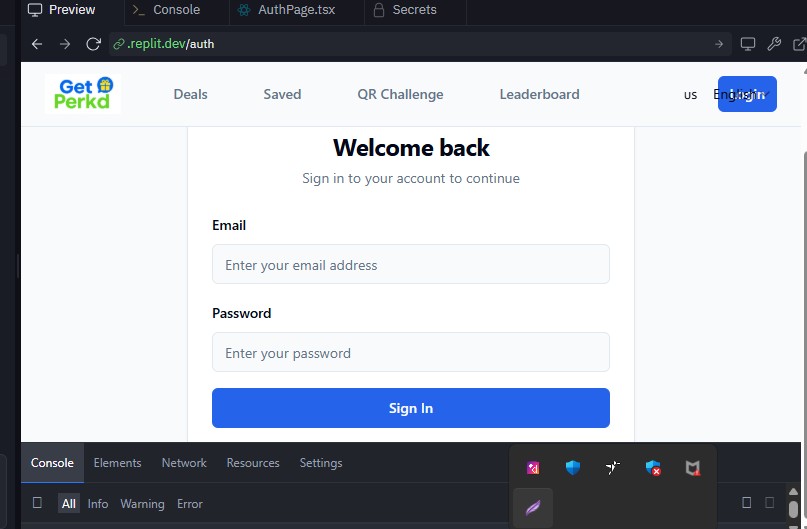 Preview
Console
AuthPage.tsx
Secrets
.replit.dev/auth
Get
Perkd
Deals
Saved
QR Challenge
Leaderboard
us
English
Login
Welcome back
Sign in to your account to continue
Email
Enter your email address
Password
Enter your password
Sign In
Console
Elements
Network
Resources
Settings
All
Info
Warning
Error